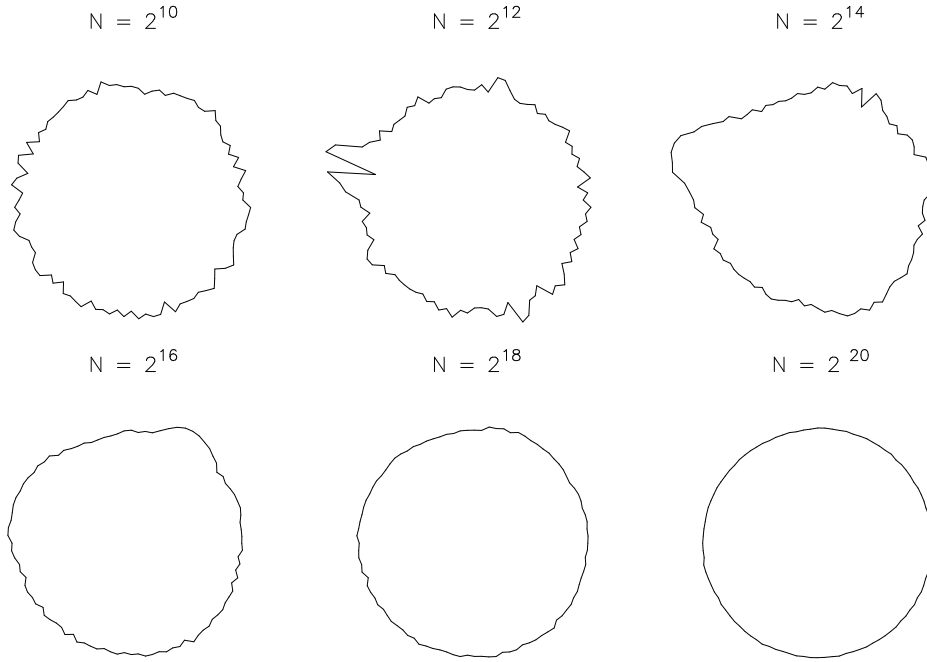 N = 2^10
N = 2^12
N = 2^14
N = 2^16
N = 2^18
N = 2^20